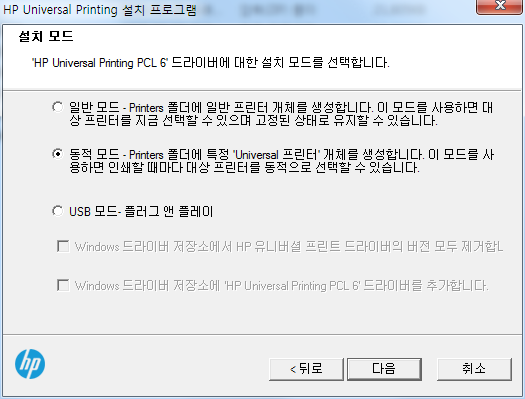 HP Universal Printing 설치 프로그램
설치 모드
'HP Universal Printing PCL 6' 드라이버에 대한 설치 모드를 선택합니다.
일반 모드 - Printers 폴더에 일반 프린터 개체를 생성합니다. 이 모드를 사용하면 대
상 프린터를 지금 선택할 수 있으며 고정된 상태로 유지할 수 있습니다.
동적 모드 - Printers 폴더에 특정 'Universal 프린터' 개체를 생성합니다. 이 모드를 사
용하면 인쇄할 때마다 대상 프린터를 동적으로 선택할 수 있습니다.
USB 모드- 플러그 앤 플레이
Windows 드라이버 저장소에서 HP 유니버셜 프린트 드라이버의 버전 모두 제거합
Windows 드라이버 저장소에 'HP Universal Printing PCL 6' 드라이버를 추가합니다.
hp
< 뒤로
다음
취소